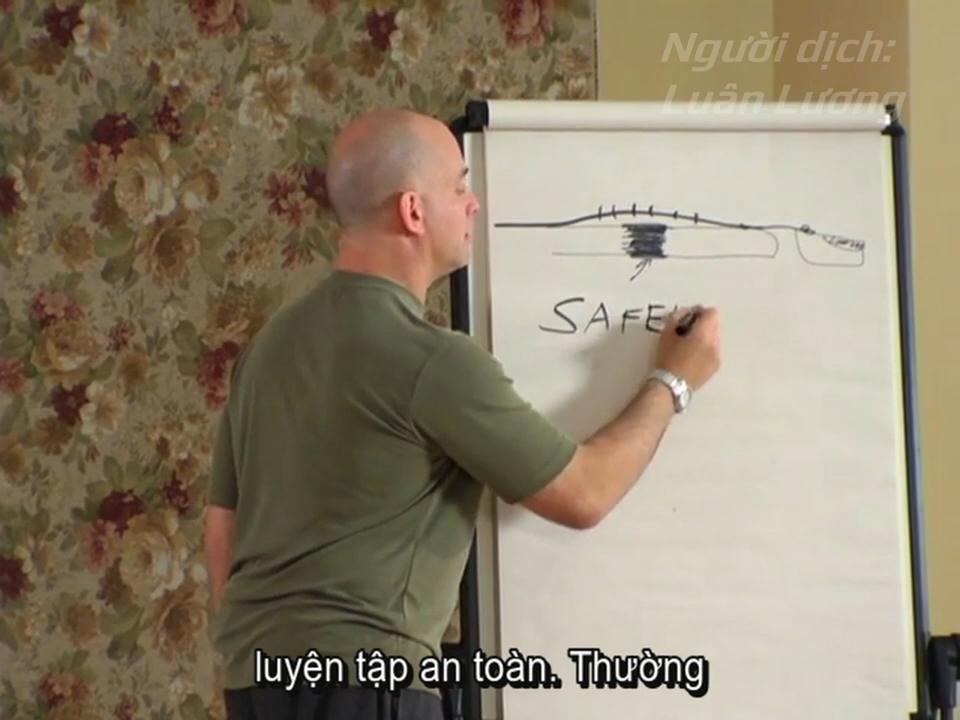 Người dịch:
Luân Lương
SAFE
luyện tập an toàn. Thường